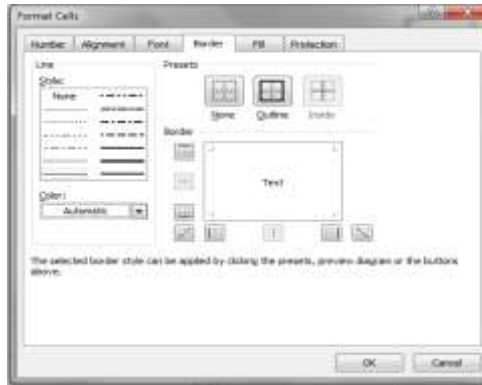 Format Cells
Number Alignment Font Border Fill Protection
Line
Style:
None
Color:
Automatic
Presets
None Outline Inside
Border
Text
The selected border style can be applied by clicking the presets, preview diagram or the buttons
above.
OK Cancel